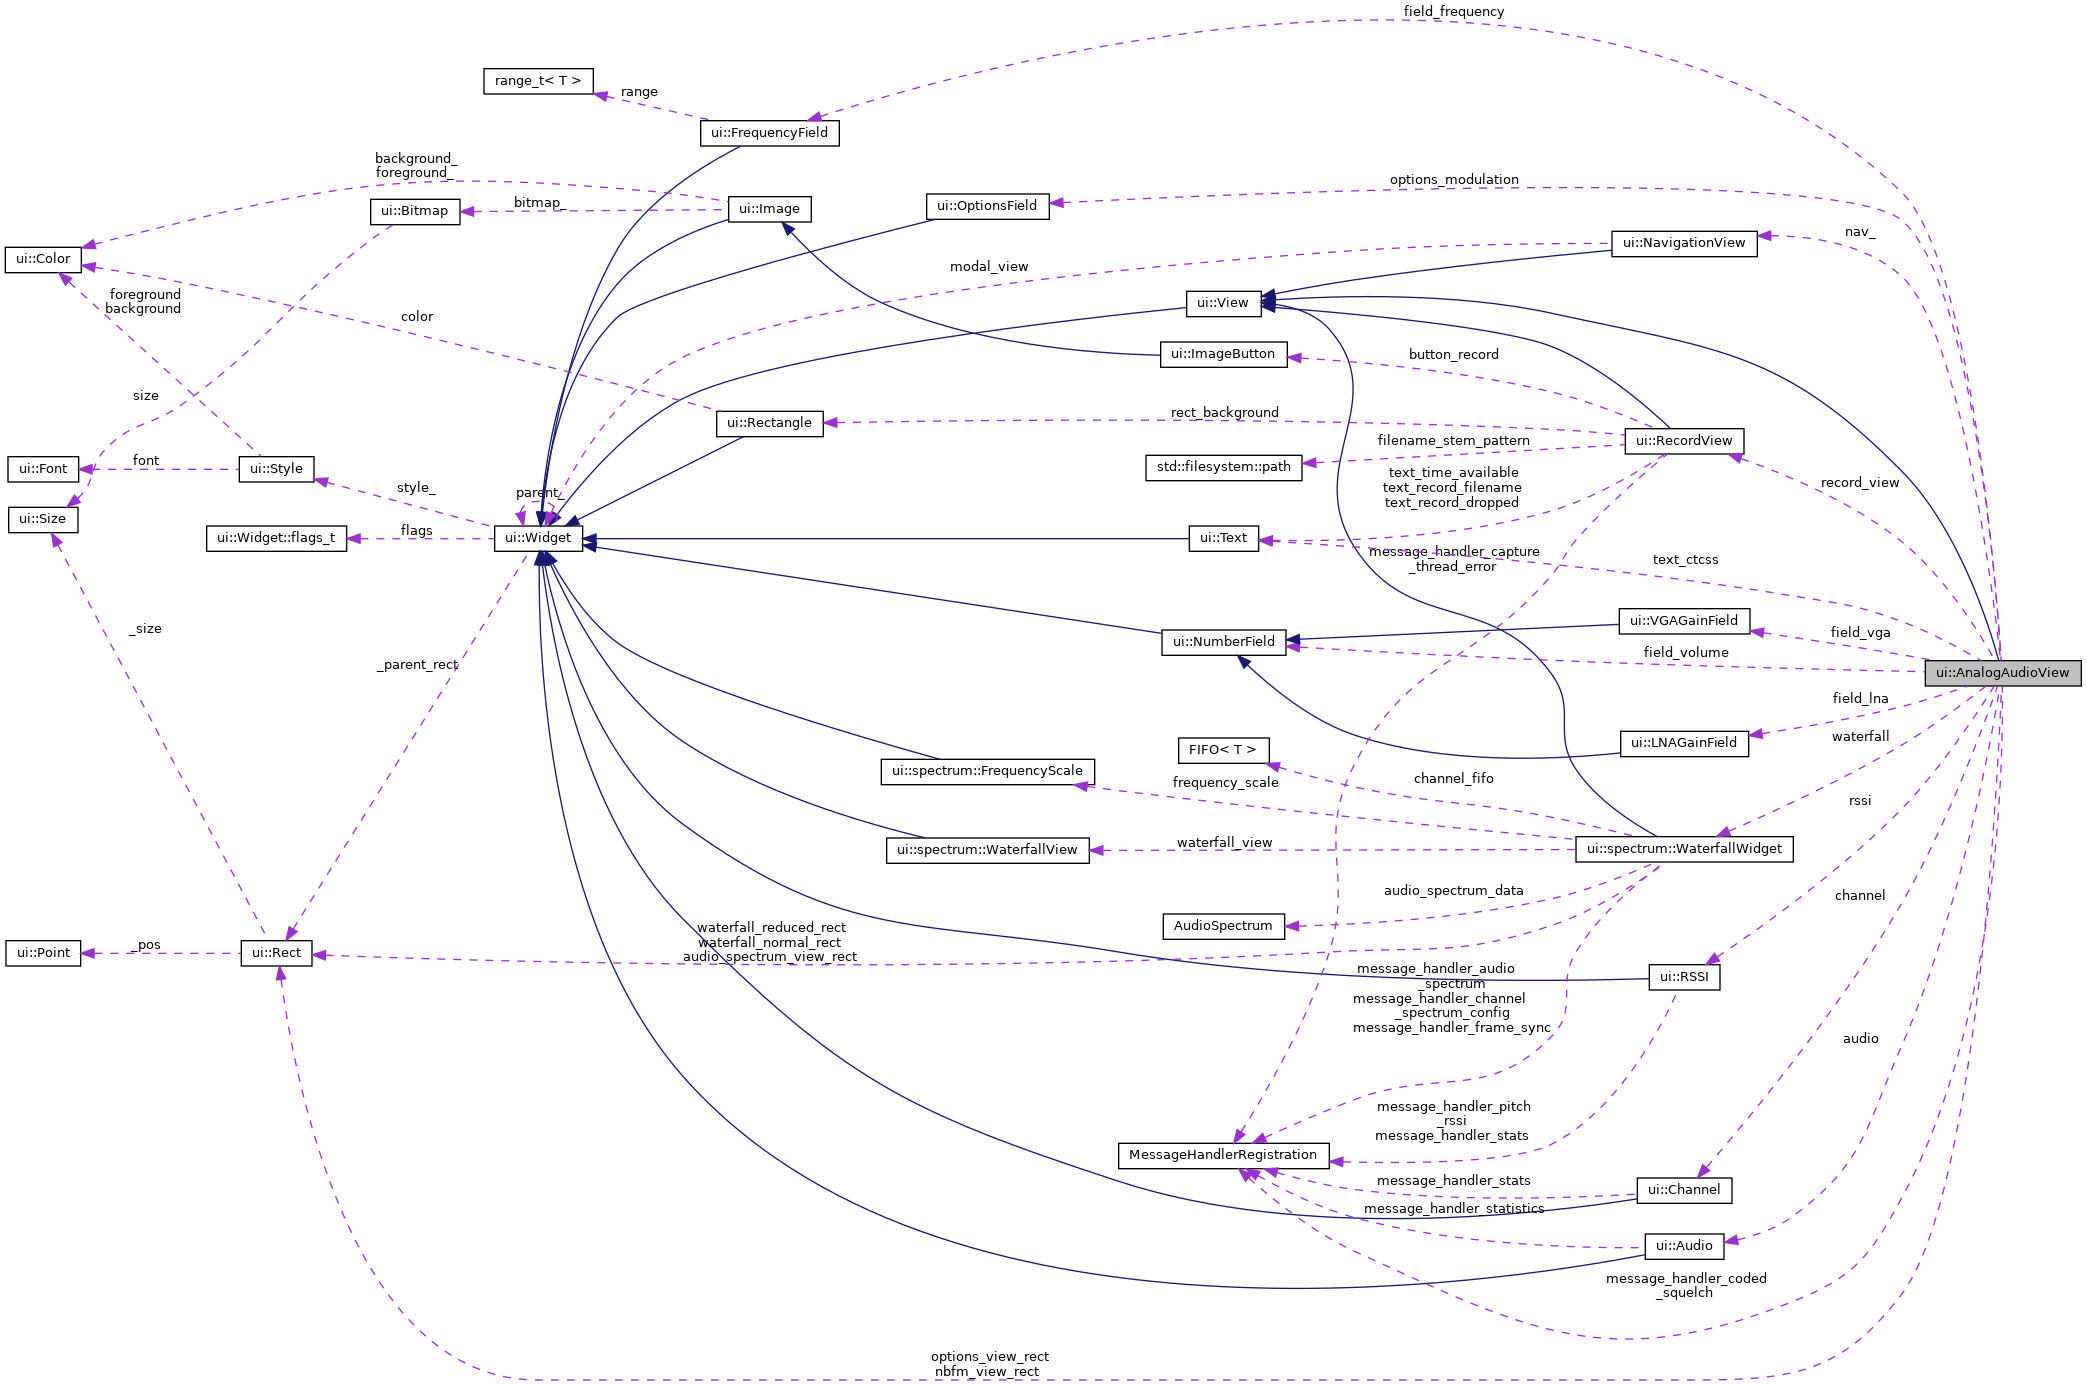 field_frequency
range_t< T >
range
ui::FrequencyField
background_
foreground_
options_modulation
bitmap_
ui::Bitmap
ui::Image
ui::OptionsField
nav_
ui::NavigationView
ui::Color
modal_view
foreground
background
ui::View
color
button_record
ui::ImageButton
size
rect_background
ui::Rectangle
filename_stem_pattern
ui::RecordView
font
ui::Font
ui::Style
std::filesystem::path
text_time_available
text_record_filename
text_record_dropped
record_view
style_
parent_
ui::Size
flags
ui::Widget::flags_t
ui::Widget
ui::Text
message_handler_capture
_thread_error
text_ctcss
_size
ui::VGAGainField
field_vga
ui::NumberField
field_volume
_parent_rect
ui::AnalogAudioView
field_lna
waterfall
ui::LNAGainField
FIFO< T >
channel_fifo
frequency_scale
ui::spectrum::FrequencyScale
rssi
waterfall_view
ui::spectrum::WaterfallView
ui::spectrum::WaterfallWidget
audio_spectrum_data
channel
AudioSpectrum
waterfall_reduced_rect
waterfall_normal_rect
audio_spectrum_view_rect
_pos
ui::Point
ui::Rect
ui::RSSI
message_handler_audio
_spectrum
message_handler_channel
_spectrum_config
message_handler_frame_sync
audio
message_handler_pitch
_rssi
message_handler_stats
MessageHandlerRegistration
message_handler_stats
ui::Channel
message_handler_statistics
ui::Audio
message_handler_coded
_squelch
options_view_rect
nbfm_view_rect